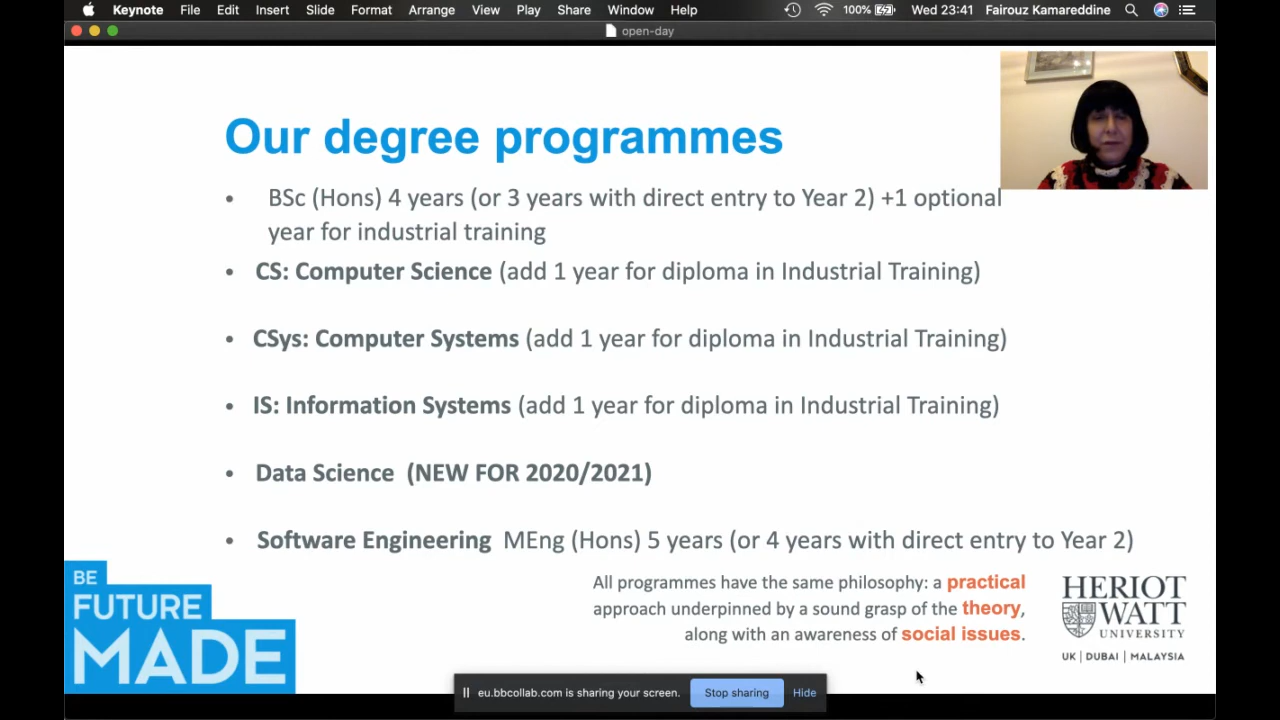 Keynote File Edit Insert Slide Format Arrange View Play Share Window Help 100% Wed 23:41 Fairouz Kamareddine
open-day
Our degree programmes
• BSc (Hons) 4 years (or 3 years with direct entry to Year 2) +1 optional
year for industrial training
• CS: Computer Science (add 1 year for diploma in Industrial Training)
• CSys: Computer Systems (add 1 year for diploma in Industrial Training)
• IS: Information Systems (add 1 year for diploma in Industrial Training)
• Data Science (NEW FOR 2020/2021)
• Software Engineering MEng (Hons) 5 years (or 4 years with direct entry to Year 2)
All programmes have the same philosophy: a practical
approach underpinned by a sound grasp of the theory,
along with an awareness of social issues.
BE
FUTURE
MADE
HERIOT
WATT
UNIVERSITY
UK | DUBAI | MALAYSIA
eu.bbcollab.com is sharing your screen. Stop sharing Hide